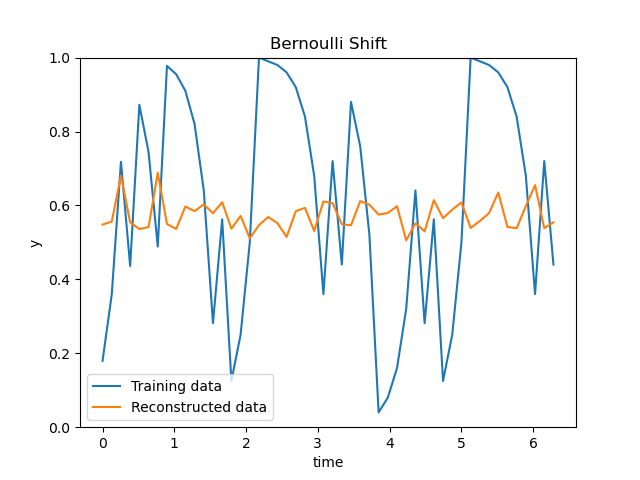 Bernoulli Shift
1.0
0.8
0.6
0.4
0.2
0.0
y
Training data
Reconstructed data
0 1 2 3 4 5 6
time